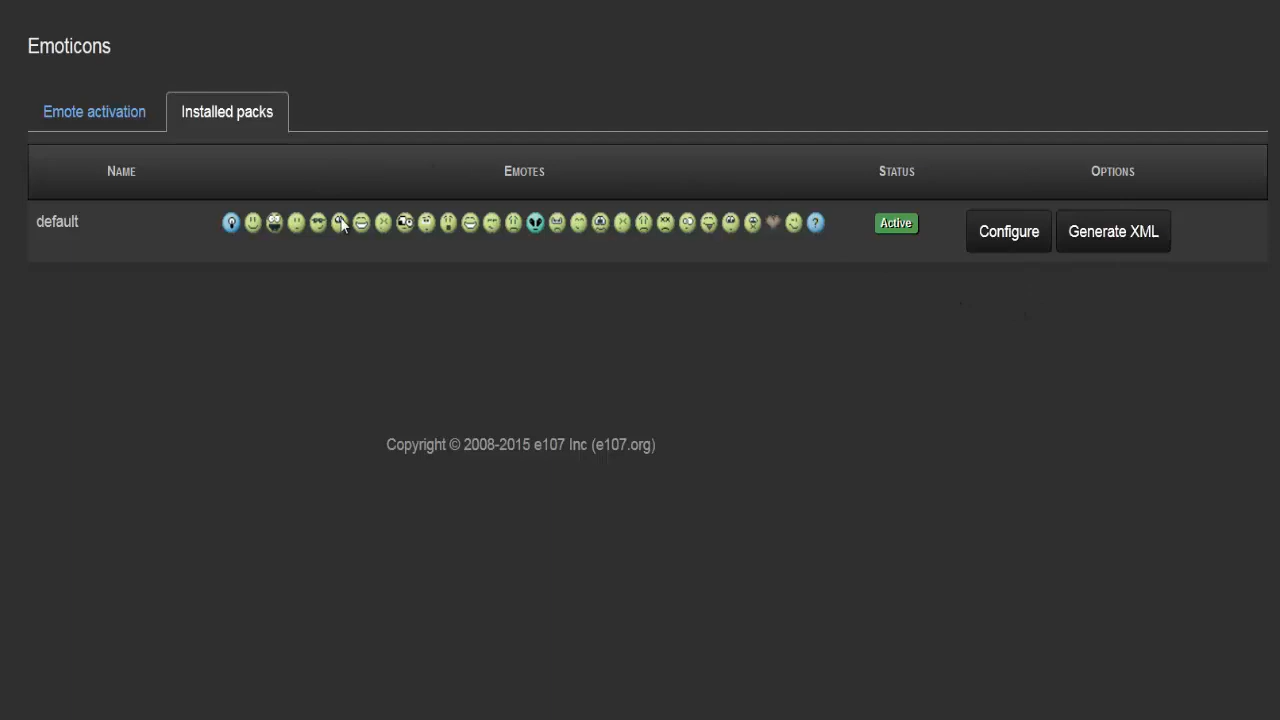 Emoticons
Emote activation Installed packs
NAME EMOTES STATUS OPTIONS
default Active Configure Generate XML
Copyright © 2008-2015 e107 Inc (e107.org)